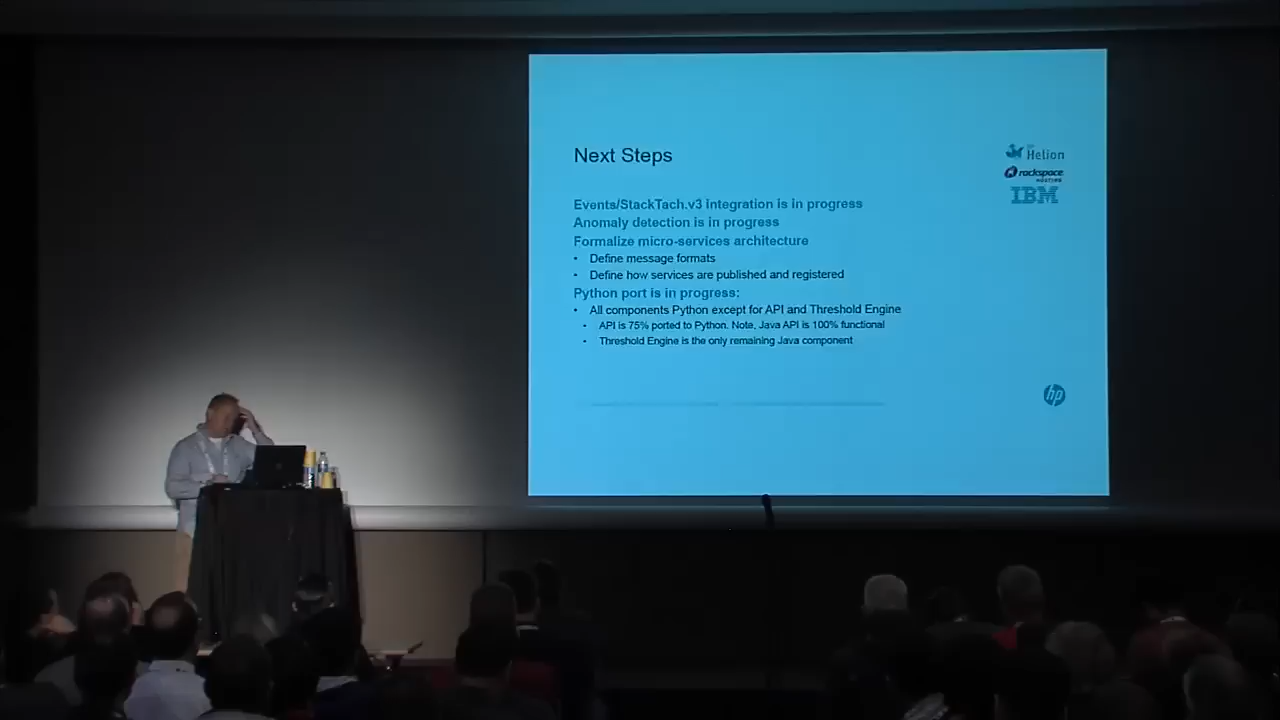 Next Steps
Helion
rackspace
HOSTING
IBM
Events/StackTach.v3 integration is in progress
Anomaly detection is in progress
Formalize micro-services architecture
• Define message formats
• Define how services are published and registered
Python port is in progress:
• All components Python except for API and Threshold Engine
• API is 75% ported to Python. Note, Java API is 100% functional
• Threshold Engine is the only remaining Java component
hp